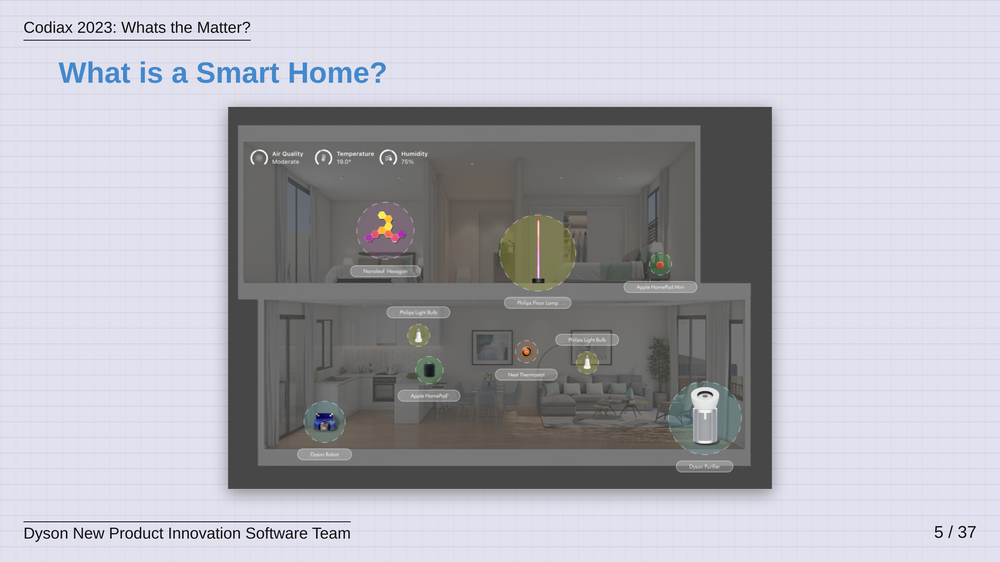 Codiax 2023: Whats the Matter?
What is a Smart Home?
Air Quality
Moderate
Temperature
19.0°
Humidity
75%
Nanoleaf Hexagon
Apple HomePod Mini
Philips Floor Lamp
Philips Light Bulb
Philips Light Bulb
Nest Thermostat
Apple HomePod
Dyson Robot
Dyson Purifier
Dyson New Product Innovation Software Team
5 / 37